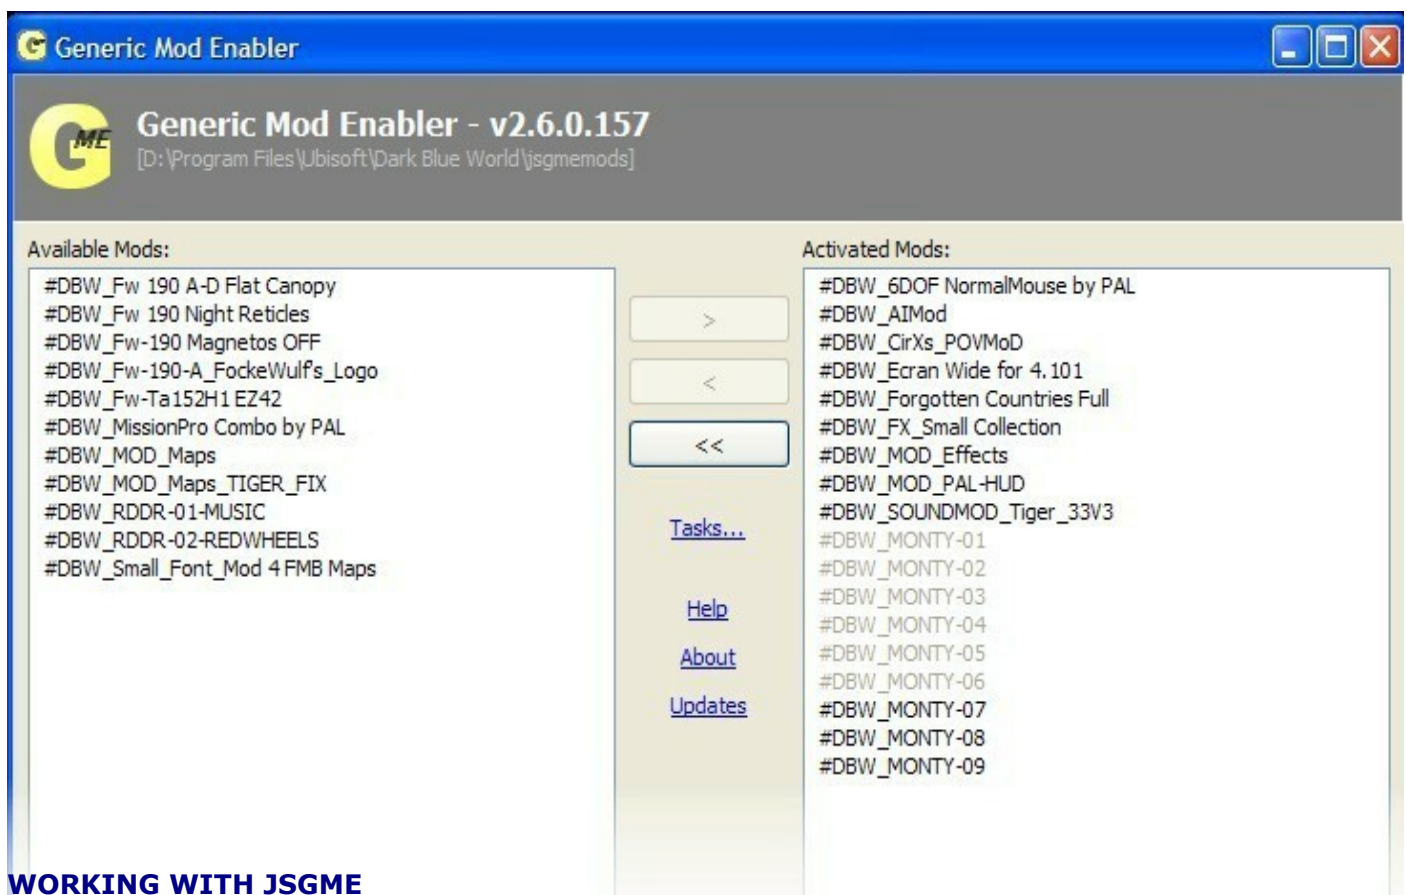 Generic Mod Enabler
GME
Generic Mod Enabler - v2.6.0.157
[D:\Program Files\Ubisoft\Dark Blue World\jsgmemods]
Available Mods:
#DBW_Fw 190 A-D Flat Canopy
#DBW_Fw 190 Night Reticles
#DBW_Fw-190 Magnetos OFF
#DBW_Fw-190-A_FockeWulf's_Logo
#DBW_Fw-Ta152H1 EZ42
#DBW_MissionPro Combo by PAL
#DBW_MOD_Maps
#DBW_MOD_Maps_TIGER_FIX
#DBW_RDDR-01-MUSIC
#DBW_RDDR-02-REDWHEELS
#DBW_Small_Font_Mod 4 FMB Maps
>
<
<<
Tasks...
Help
About
Updates
Activated Mods:
#DBW_6DOF NormalMouse by PAL
#DBW_AIMod
#DBW_CirXs_POVMoD
#DBW_Ecran Wide for 4.101
#DBW_Forgotten Countries Full
#DBW_FX_Small Collection
#DBW_MOD_Effects
#DBW_MOD_PAL-HUD
#DBW_SOUNDMOD_Tiger_33V3
#DBW_MONTY-01
#DBW_MONTY-02
#DBW_MONTY-03
#DBW_MONTY-04
#DBW_MONTY-05
#DBW_MONTY-06
#DBW_MONTY-07
#DBW_MONTY-08
#DBW_MONTY-09
WORKING WITH JSGME